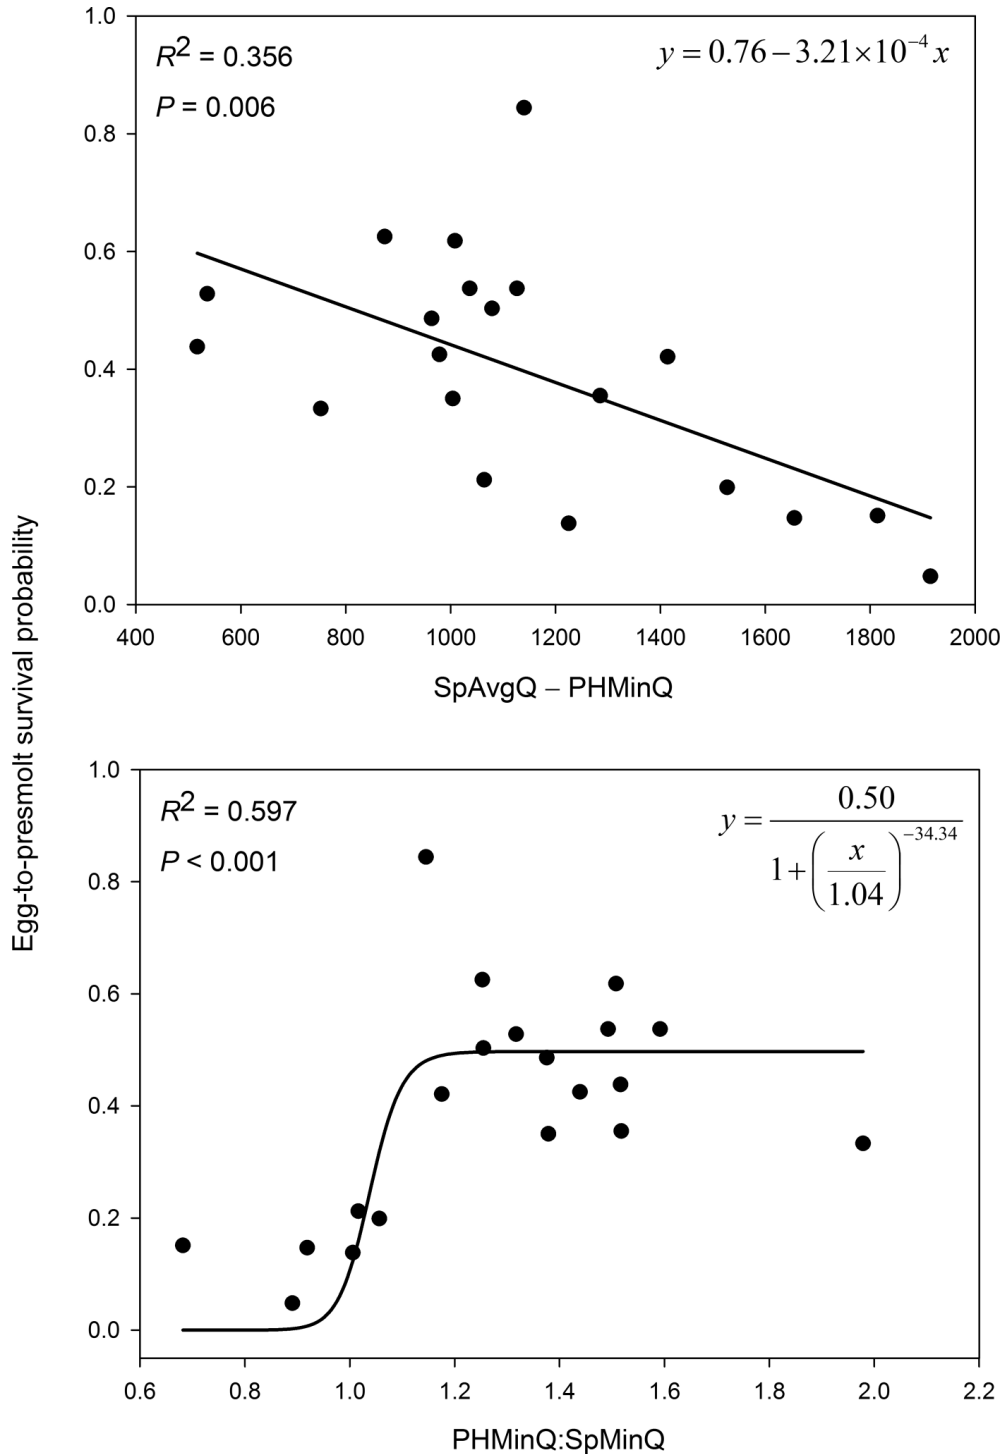 Egg-to-presmolt survival probability
R² = 0.356
P = 0.006
y = 0.76 − 3.21×10⁻⁴ x
1.0
0.8
0.6
0.4
0.2
0.0
400 600 800 1000 1200 1400 1600 1800 2000
SpAvgQ – PHMinQ
R² = 0.597
P < 0.001
y = 0.50 / (1 + (x / 1.04)^−34.34)
1.0
0.8
0.6
0.4
0.2
0.0
0.6 0.8 1.0 1.2 1.4 1.6 1.8 2.0 2.2
PHMinQ:SpMinQ